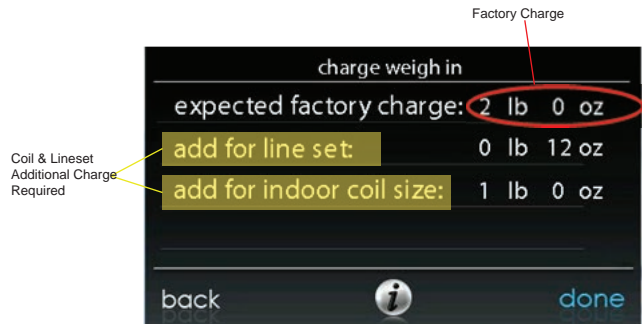 Factory Charge
charge weigh in
expected factory charge: 2 lb 0 oz
add for line set: 0 lb 12 oz
add for indoor coil size: 1 lb 0 oz
Coil & Lineset
Additional Charge
Required
back i done